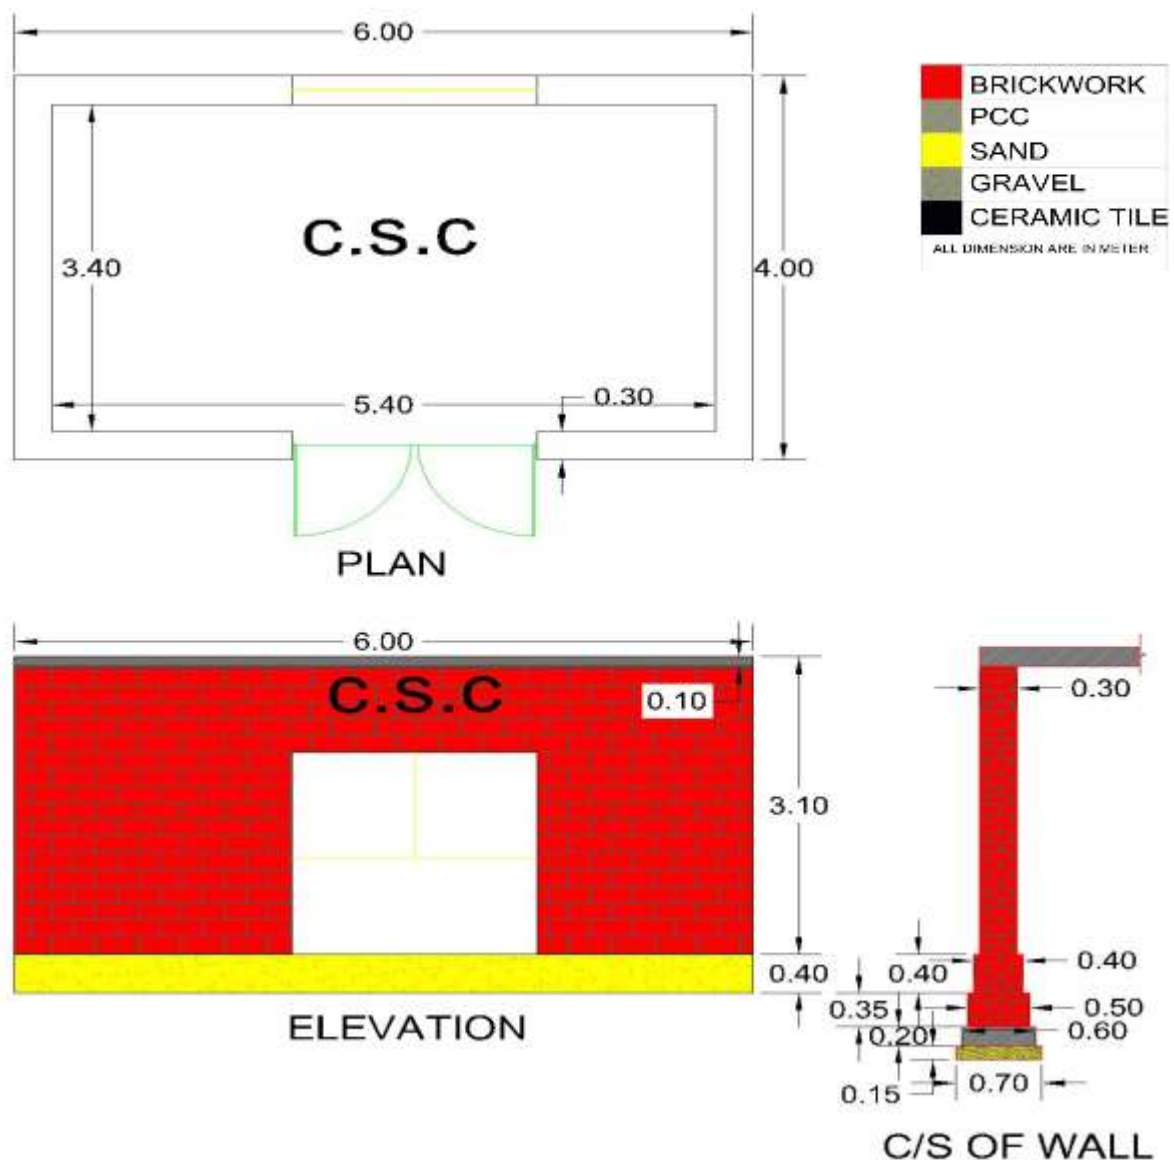 6.00
BRICKWORK
PCC
SAND
GRAVEL
CERAMIC TILE
ALL DIMENSION ARE IN METER
C.S.C
3.40
4.00
5.40
0.30
PLAN
6.00
C.S.C
0.10
3.10
0.40
ELEVATION
0.30
0.40
0.40
0.35
0.50
0.20
0.60
0.15
0.70
C/S OF WALL